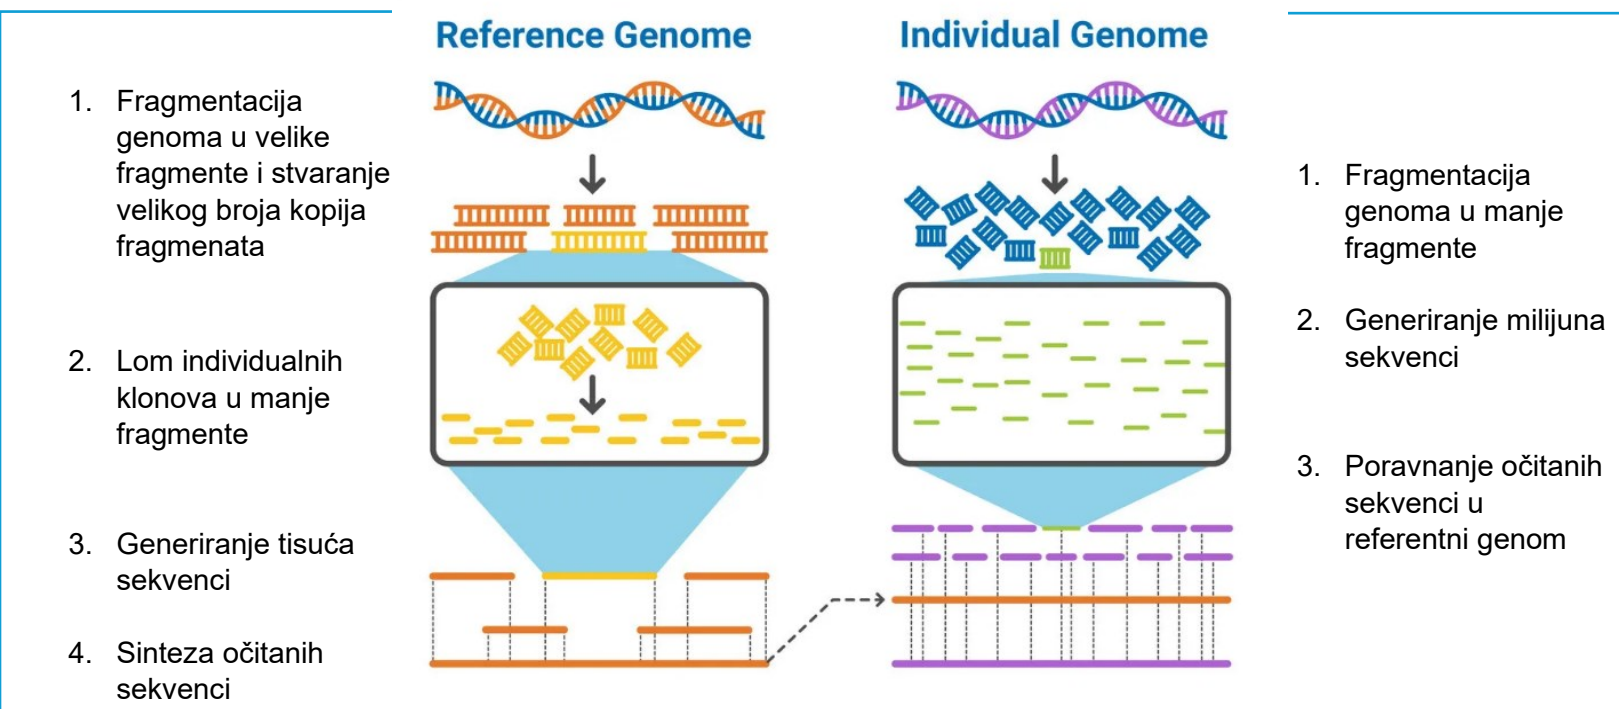 Reference Genome
Individual Genome
1. Fragmentacija
genoma u velike
fragmente i stvaranje
velikog broja kopija
fragmenata
2. Lom individualnih
klonova u manje
fragmente
3. Generiranje tisuća
sekvenci
4. Sinteza očitanih
sekvenci
1. Fragmentacija
genoma u manje
fragmente
2. Generiranje milijuna
sekvenci
3. Poravnanje očitanih
sekvenci u
referentni genom